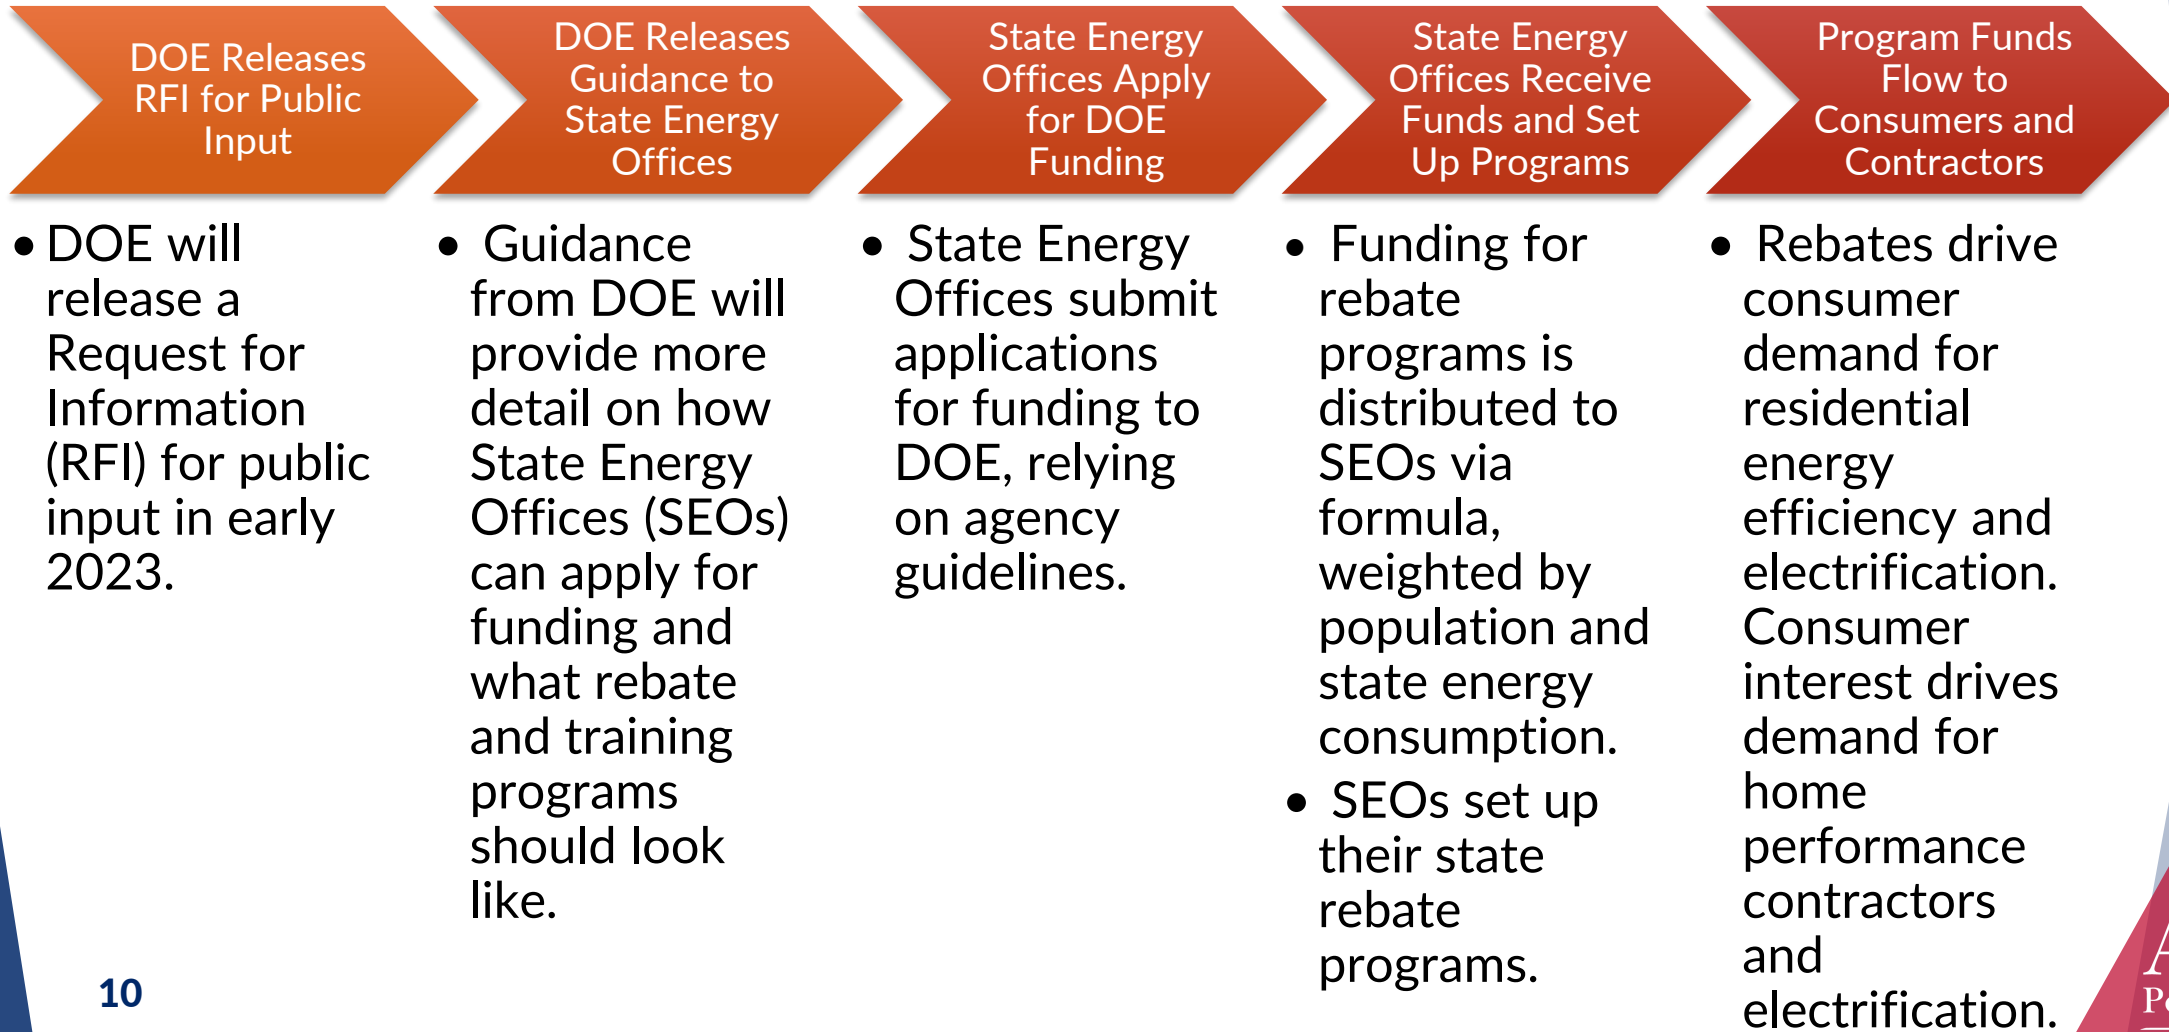 DOE Releases
RFI for Public
Input
DOE Releases
Guidance to
State Energy
Offices
State Energy
Offices Apply
for DOE
Funding
State Energy
Offices Receive
Funds and Set
Up Programs
Program Funds
Flow to
Consumers and
Contractors
• DOE will
release a
Request for
Information
(RFI) for public
input in early
2023.
• Guidance
from DOE will
provide more
detail on how
State Energy
Offices (SEOs)
can apply for
funding and
what rebate
and training
programs
should look
like.
• State Energy
Offices submit
applications
for funding to
DOE, relying
on agency
guidelines.
• Funding for
rebate
programs is
distributed to
SEOs via
formula,
weighted by
population and
state energy
consumption.
• SEOs set up
their state
rebate
programs.
• Rebates drive
consumer
demand for
residential
energy
efficiency and
electrification.
Consumer
interest drives
demand for
home
performance
contractors
and
electrification.
10